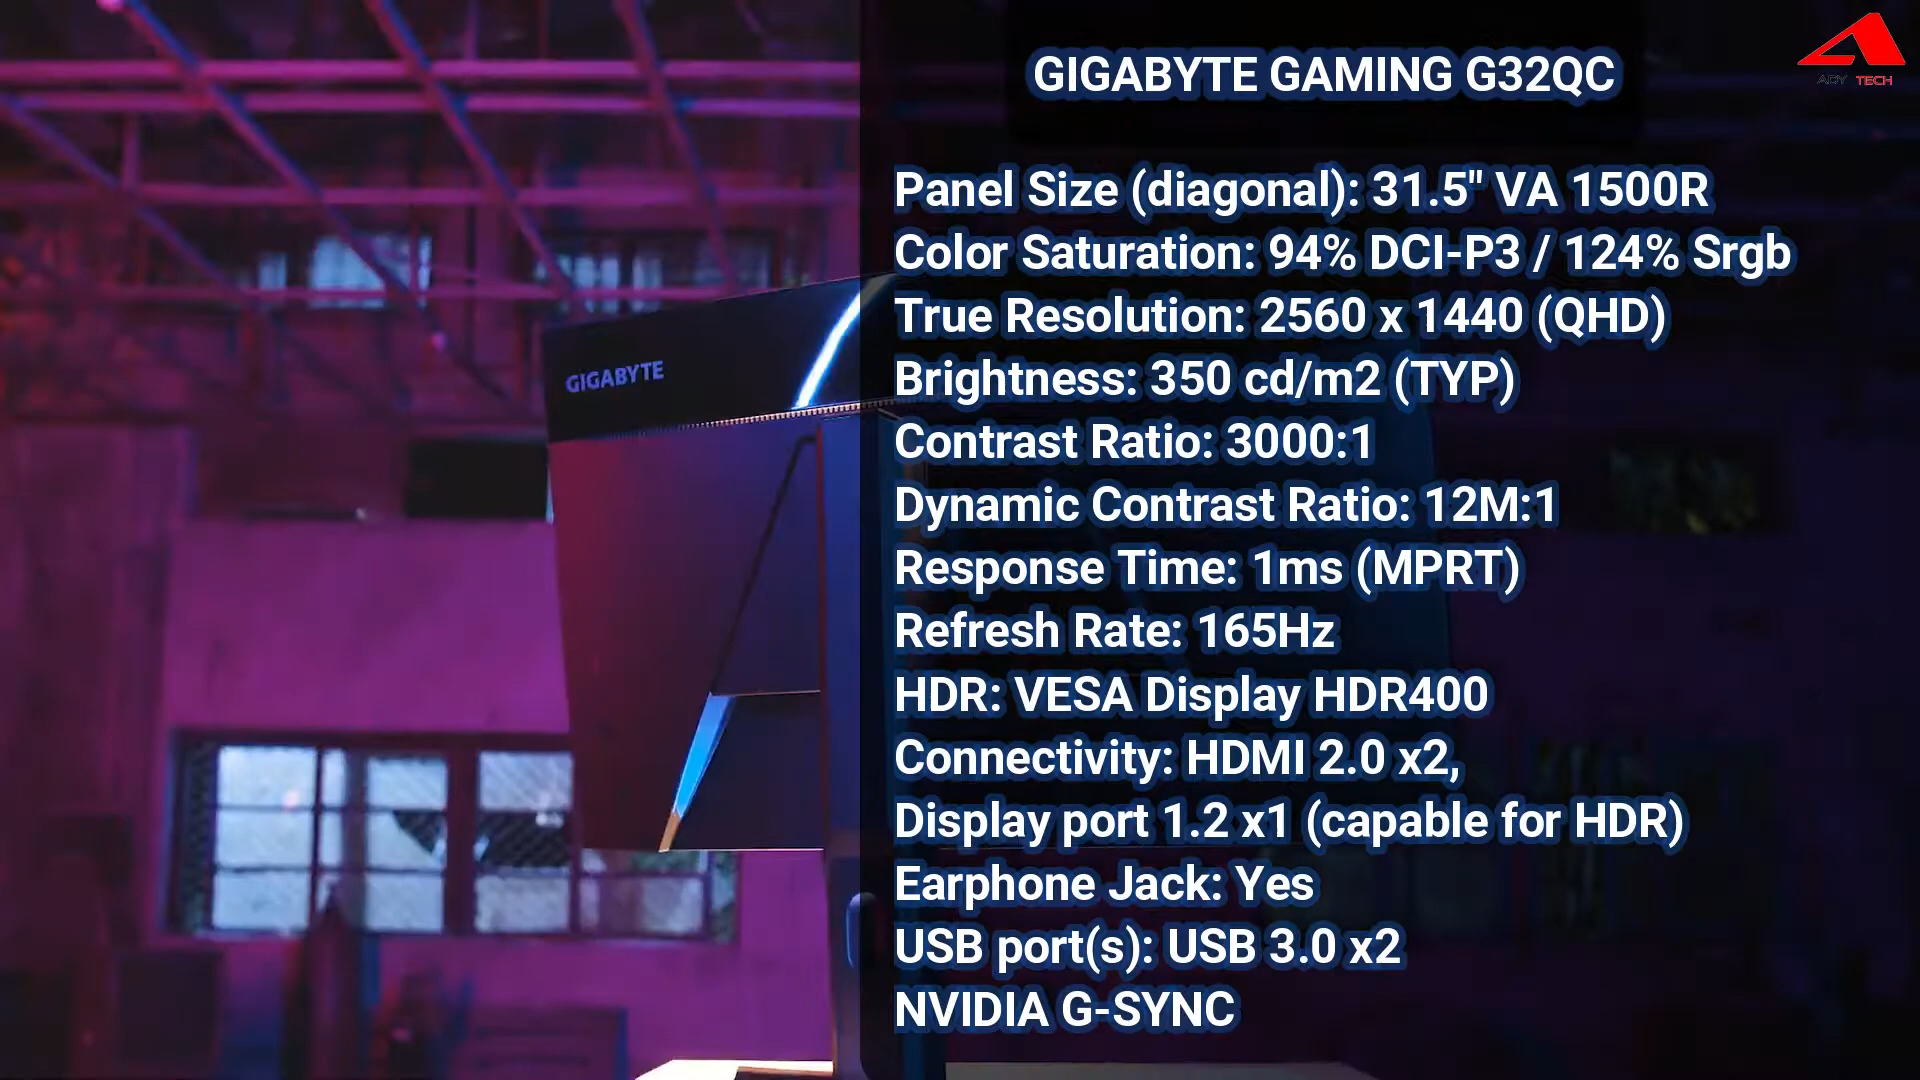 GIGABYTE GAMING G32QC
ADY TECH
Panel Size (diagonal): 31.5" VA 1500R
Color Saturation: 94% DCI-P3 / 124% Srgb
True Resolution: 2560 x 1440 (QHD)
GIGABYTE
Brightness: 350 cd/m2 (TYP)
Contrast Ratio: 3000:1
Dynamic Contrast Ratio: 12M:1
Response Time: 1ms (MPRT)
Refresh Rate: 165Hz
HDR: VESA Display HDR400
Connectivity: HDMI 2.0 x2,
Display port 1.2 x1 (capable for HDR)
Earphone Jack: Yes
USB port(s): USB 3.0 x2
NVIDIA G-SYNC